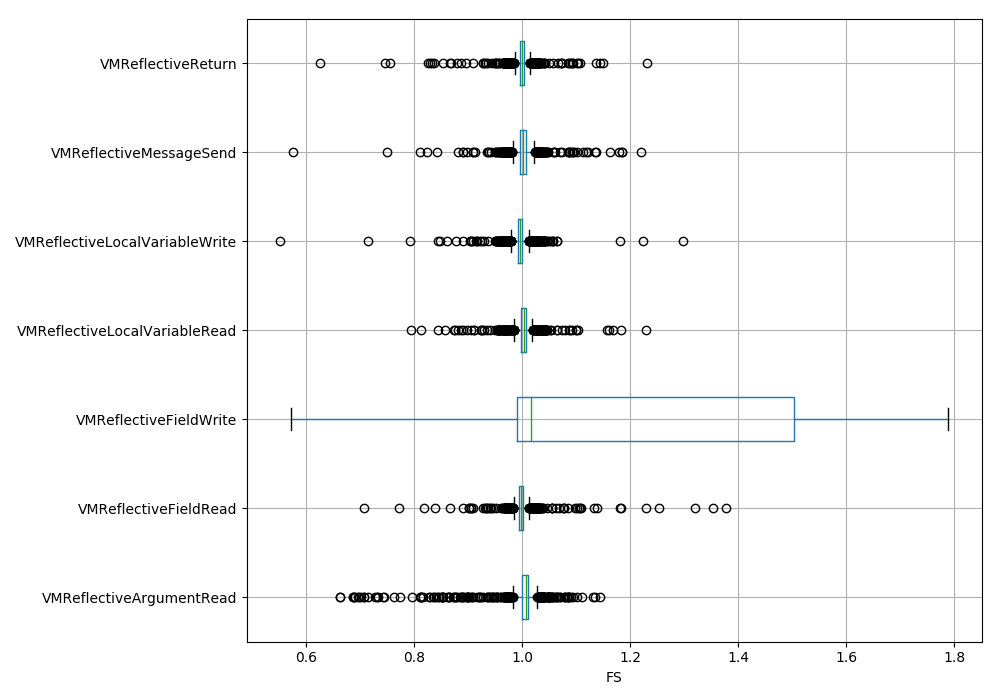 VMReflectiveReturn
VMReflectiveMessageSend
VMReflectiveLocalVariableWrite
VMReflectiveLocalVariableRead
VMReflectiveFieldWrite
VMReflectiveFieldRead
VMReflectiveArgumentRead
0.6 0.8 1.0 1.2 1.4 1.6 1.8
FS